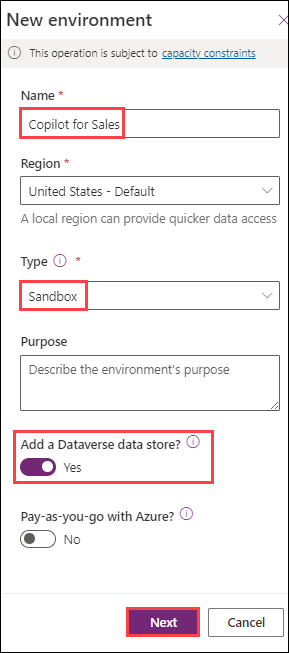 New environment
This operation is subject to capacity constraints
Name *
Copilot for Sales
Region *
United States - Default
A local region can provide quicker data access
Type *
Sandbox
Purpose
Describe the environment's purpose
Add a Dataverse data store?
Yes
Pay-as-you-go with Azure?
No
Next
Cancel